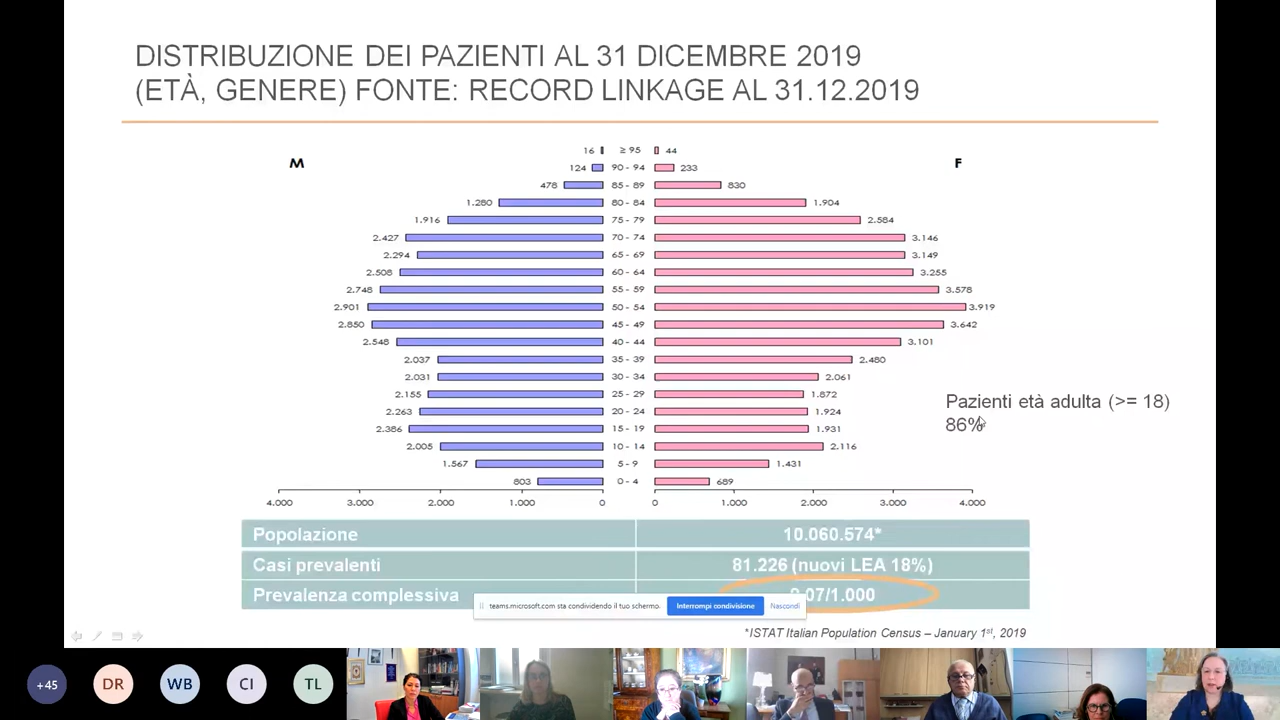 DISTRIBUZIONE DEI PAZIENTI AL 31 DICEMBRE 2019
(ETÀ, GENERE) FONTE: RECORD LINKAGE AL 31.12.2019
M
F
16 ≥ 95 44
124 90 - 94 233
478 85 - 89 830
1.280 80 - 84 1.904
1.916 75 - 79 2.584
2.427 70 - 74 3.146
2.294 65 - 69 3.149
2.508 60 - 64 3.255
2.748 55 - 59 3.578
2.901 50 - 54 3.919
2.850 45 - 49 3.642
2.548 40 - 44 3.101
2.037 35 - 39 2.480
2.031 30 - 34 2.061
2.155 25 - 29 1.872
2.263 20 - 24 1.924
2.386 15 - 19 1.931
2.005 10 - 14 2.116
1.567 5 - 9 1.431
803 0 - 4 689
4.000 3.000 2.000 1.000 0 0 1.000 2.000 3.000 4.000
Pazienti età adulta (>= 18)
86%
Popolazione 10.060.574*
Casi prevalenti 81.226 (nuovi LEA 18%)
Prevalenza complessiva 07/1.000
teams.microsoft.com sta condividendo il tuo schermo. Interrompi condivisione Nascondi
*ISTAT Italian Population Census – January 1st, 2019
+45 DR WB CI TL